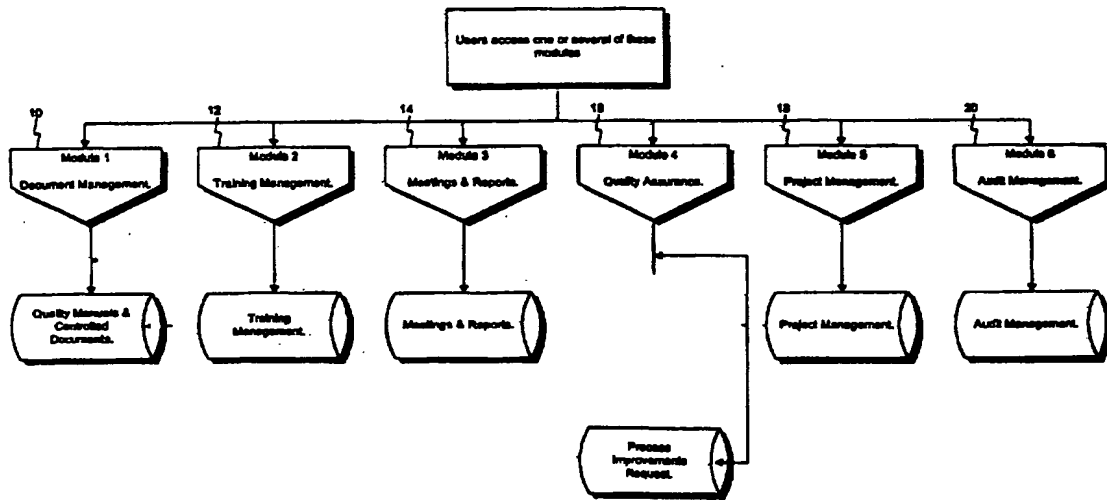 Users access one or several of these
modules
10
12
14
16
18
20
Module 1
Document Management.
Module 2
Training Management.
Module 3
Meetings & Reports.
Module 4
Quality Assurance.
Module 5
Project Management.
Module 6
Audit Management.
Quality Manuals &
Controlled
Documents.
Training
Management.
Meetings & Reports.
Project Management.
Audit Management.
Process
Improvements
Request.